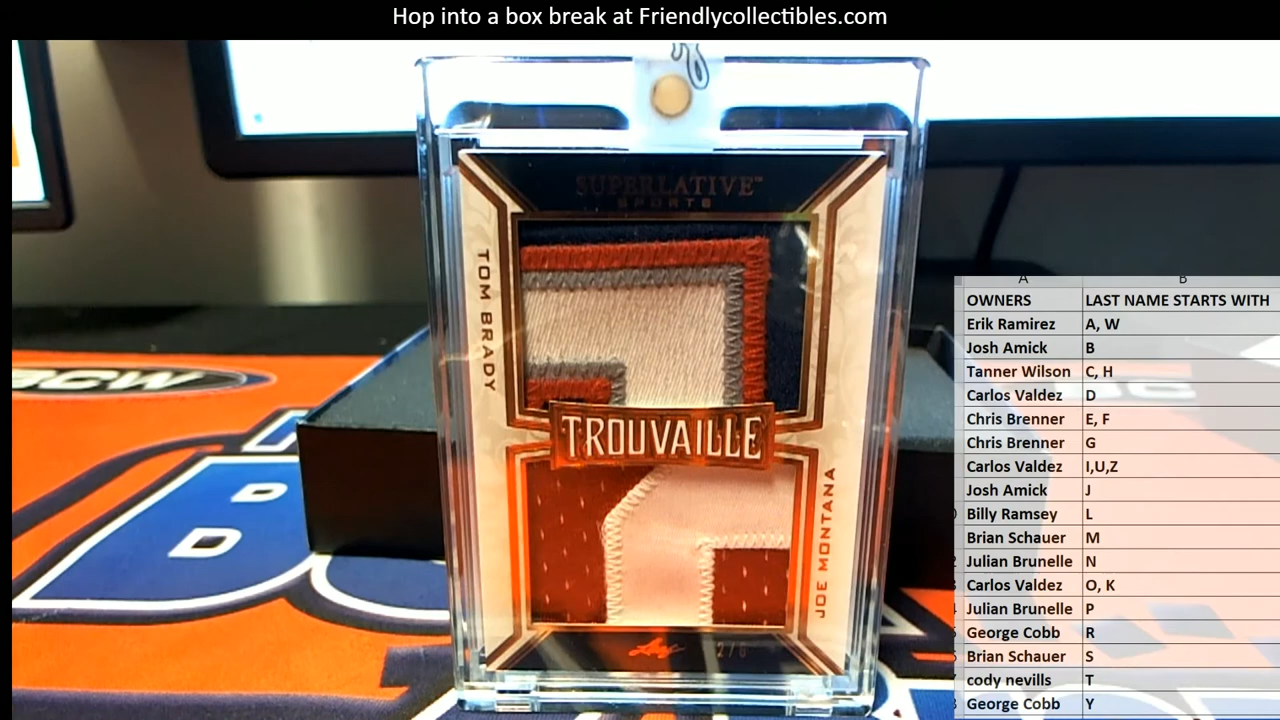 Hop into a box break at Friendlycollectibles.com
SUPERLATIVE™
SPORTS
TOM BRADY
TROUVAILLE
JOE MONTANA
Leaf
A B
OWNERS LAST NAME STARTS WITH
Erik Ramirez A, W
Josh Amick B
Tanner Wilson C, H
Carlos Valdez D
Chris Brenner E, F
Chris Brenner G
Carlos Valdez I,U,Z
Josh Amick J
Billy Ramsey L
Brian Schauer M
Julian Brunelle N
Carlos Valdez O, K
Julian Brunelle P
George Cobb R
Brian Schauer S
cody nevills T
George Cobb Y